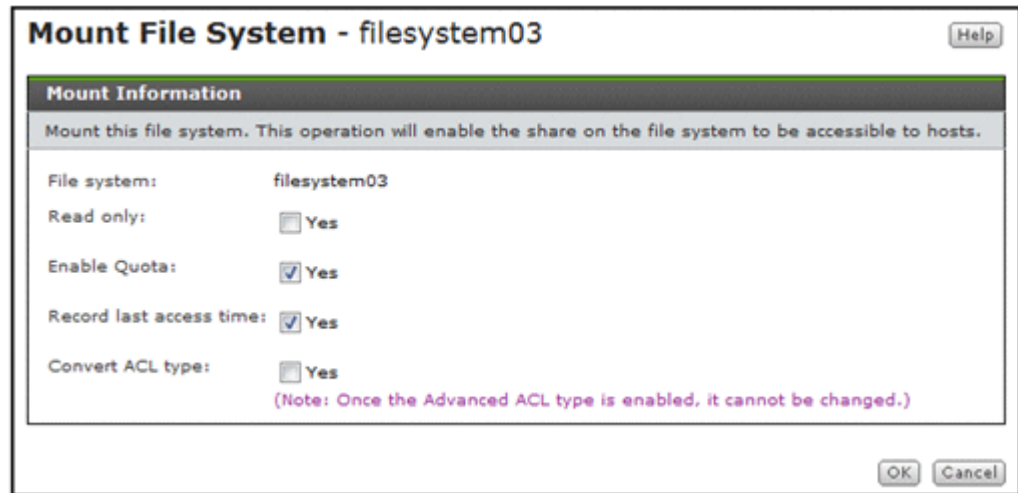 Mount File System - filesystem03
Help
Mount Information
Mount this file system. This operation will enable the share on the file system to be accessible to hosts.
File system: filesystem03
Read only: Yes
Enable Quota: Yes
Record last access time: Yes
Convert ACL type: Yes
(Note: Once the Advanced ACL type is enabled, it cannot be changed.)
OK Cancel